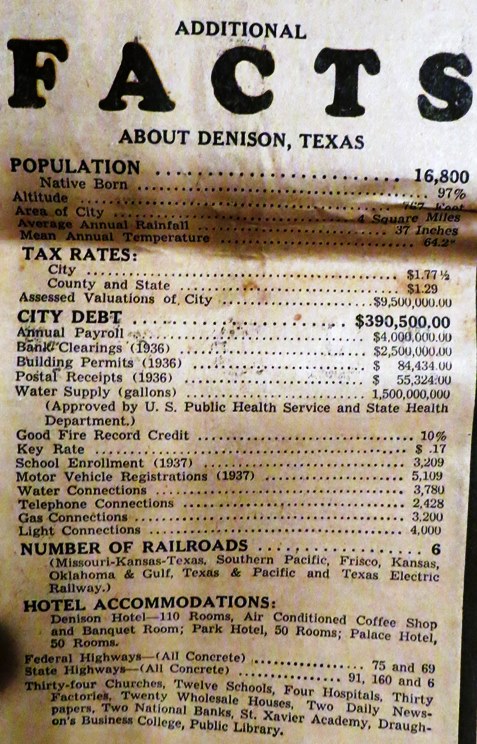 ADDITIONAL
FACTS
ABOUT DENISON, TEXAS
POPULATION 16,800
Native Born 97%
Altitude 767 Feet
Area of City 4 Square Miles
Average Annual Rainfall 37 Inches
Mean Annual Temperature 64.2°
TAX RATES:
City $1.77½
County and State $1.29
Assessed Valuations of City $9,500,000.00
CITY DEBT $390,500.00
Annual Payroll $4,000,000.00
Bank Clearings (1936) $2,500,000.00
Building Permits (1936) $ 84,434.00
Postal Receipts (1936) $ 55,324.00
Water Supply (gallons) 1,500,000,000
(Approved by U. S. Public Health Service and State Health
Department.)
Good Fire Record Credit 10%
Key Rate $ .17
School Enrollment (1937) 3,209
Motor Vehicle Registrations (1937) 5,109
Water Connections 3,780
Telephone Connections 2,428
Gas Connections 3,200
Light Connections 4,000
NUMBER OF RAILROADS 6
(Missouri-Kansas-Texas, Southern Pacific, Frisco, Kansas,
Oklahoma & Gulf, Texas & Pacific and Texas Electric
Railway.)
HOTEL ACCOMMODATIONS:
Denison Hotel—110 Rooms, Air Conditioned Coffee Shop
and Banquet Room; Park Hotel, 50 Rooms; Palace Hotel,
50 Rooms.
Federal Highways—(All Concrete) 75 and 69
State Highways—(All Concrete) 91, 160 and 6
Thirty-four Churches, Twelve Schools, Four Hospitals, Thirty
Factories, Twenty Wholesale Houses, Two Daily News-
papers, Two National Banks, St. Xavier Academy, Draugh-
on's Business College, Public Library.